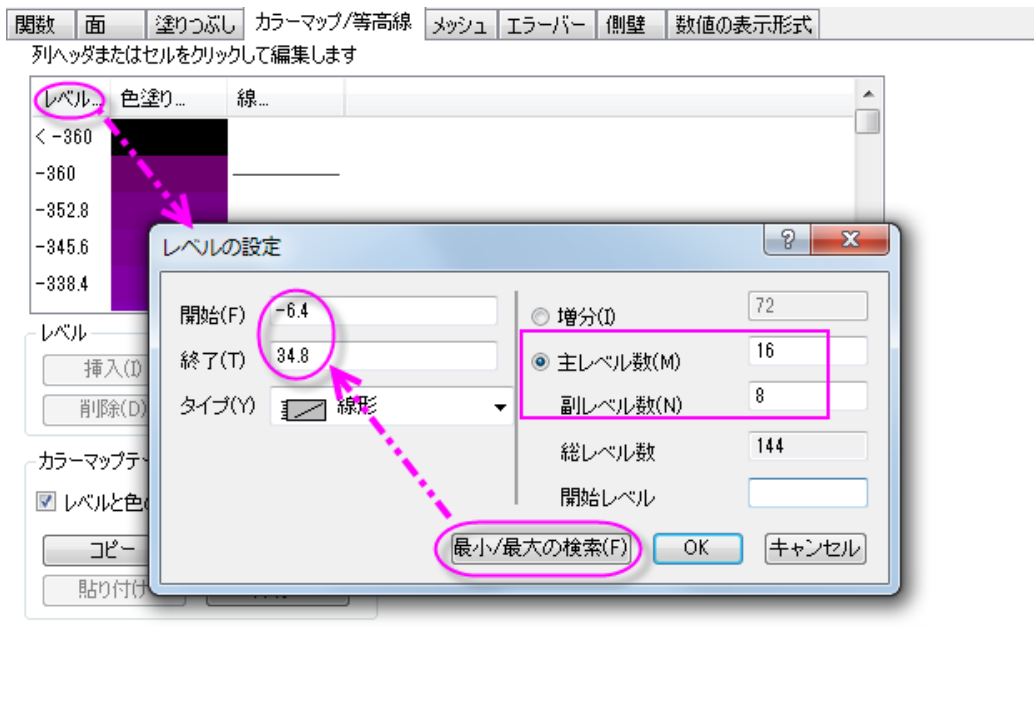 関数 面 塗りつぶし カラーマップ/等高線 メッシュ エラーバー 側壁 数値の表示形式
列ヘッダまたはセルをクリックして編集します
レベル... 色塗り... 線...
< -360
-360
-352.8
-345.6
-338.4
レベル
挿入(I)
削除(D)
カラーマップテ
レベルと色の
コピー
貼り付け
レベルの設定
開始(F) -6.4
終了(T) 34.8
タイプ(Y) 線形
増分(I) 72
主レベル数(M) 16
副レベル数(N) 8
総レベル数 144
開始レベル
最小/最大の検索(F) OK キャンセル